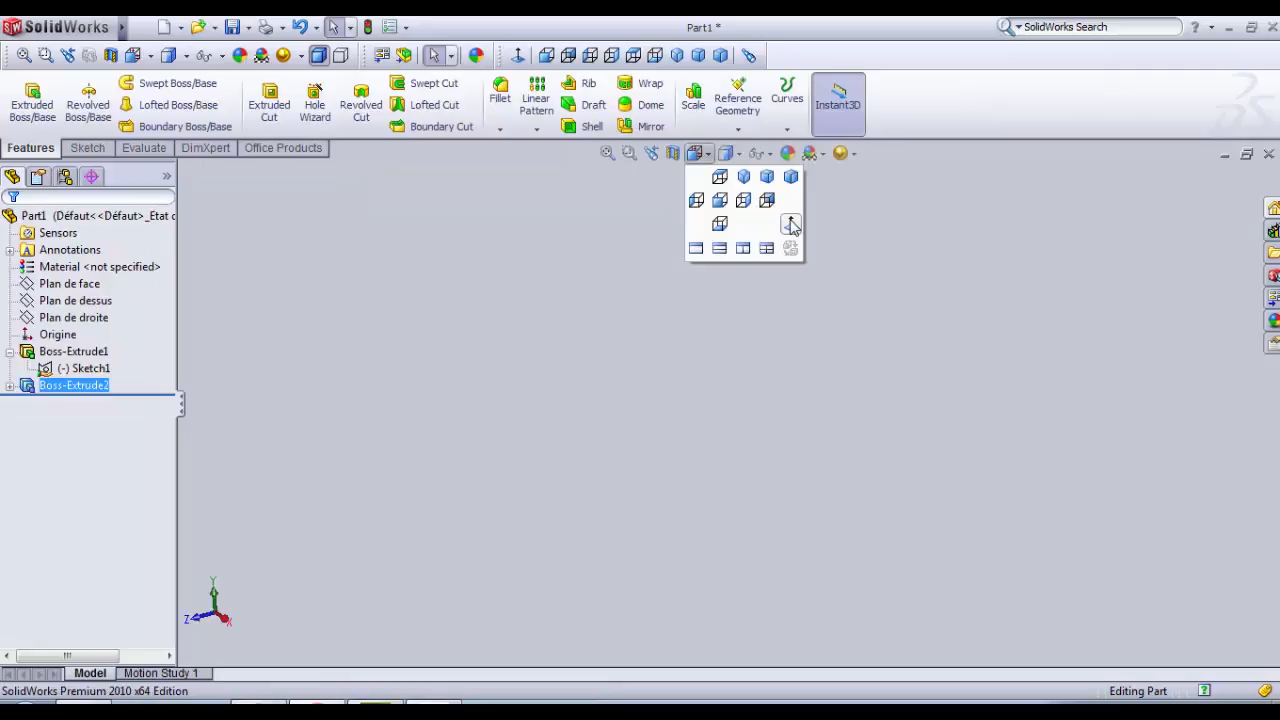 SolidWorks
Part1 *
SolidWorks Search
Extruded Boss/Base
Revolved Boss/Base
Swept Boss/Base
Lofted Boss/Base
Boundary Boss/Base
Extruded Cut
Hole Wizard
Revolved Cut
Swept Cut
Lofted Cut
Boundary Cut
Fillet
Linear Pattern
Rib
Draft
Shell
Wrap
Dome
Mirror
Scale
Reference Geometry
Curves
Instant3D
Features
Sketch
Evaluate
DimXpert
Office Products
Part1 (Défaut<<Défaut>_Etat c
Sensors
Annotations
Material <not specified>
Plan de face
Plan de dessus
Plan de droite
Origine
Boss-Extrude1
(-) Sketch1
Boss-Extrude2
Y
Z
X
Model
Motion Study 1
SolidWorks Premium 2010 x64 Edition
Editing Part